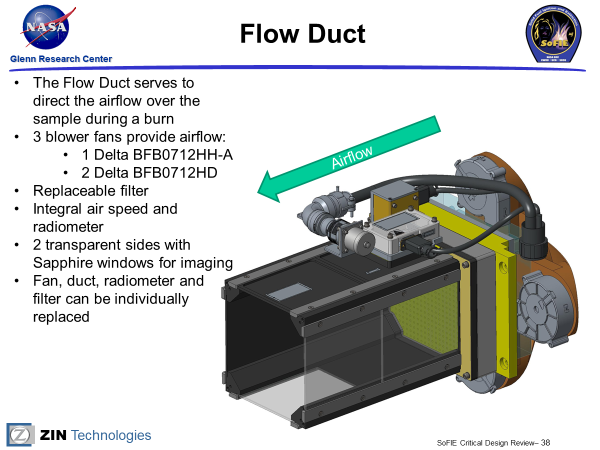 NASA
Glenn Research Center
Flow Duct
SoFIE
• The Flow Duct serves to
direct the airflow over the
sample during a burn
• 3 blower fans provide airflow:
• 1 Delta BFB0712HH-A
• 2 Delta BFB0712HD
• Replaceable filter
• Integral air speed and
radiometer
• 2 transparent sides with
Sapphire windows for imaging
• Fan, duct, radiometer and
filter can be individually
replaced
Airflow
ZIN Technologies
SoFIE Critical Design Review– 38